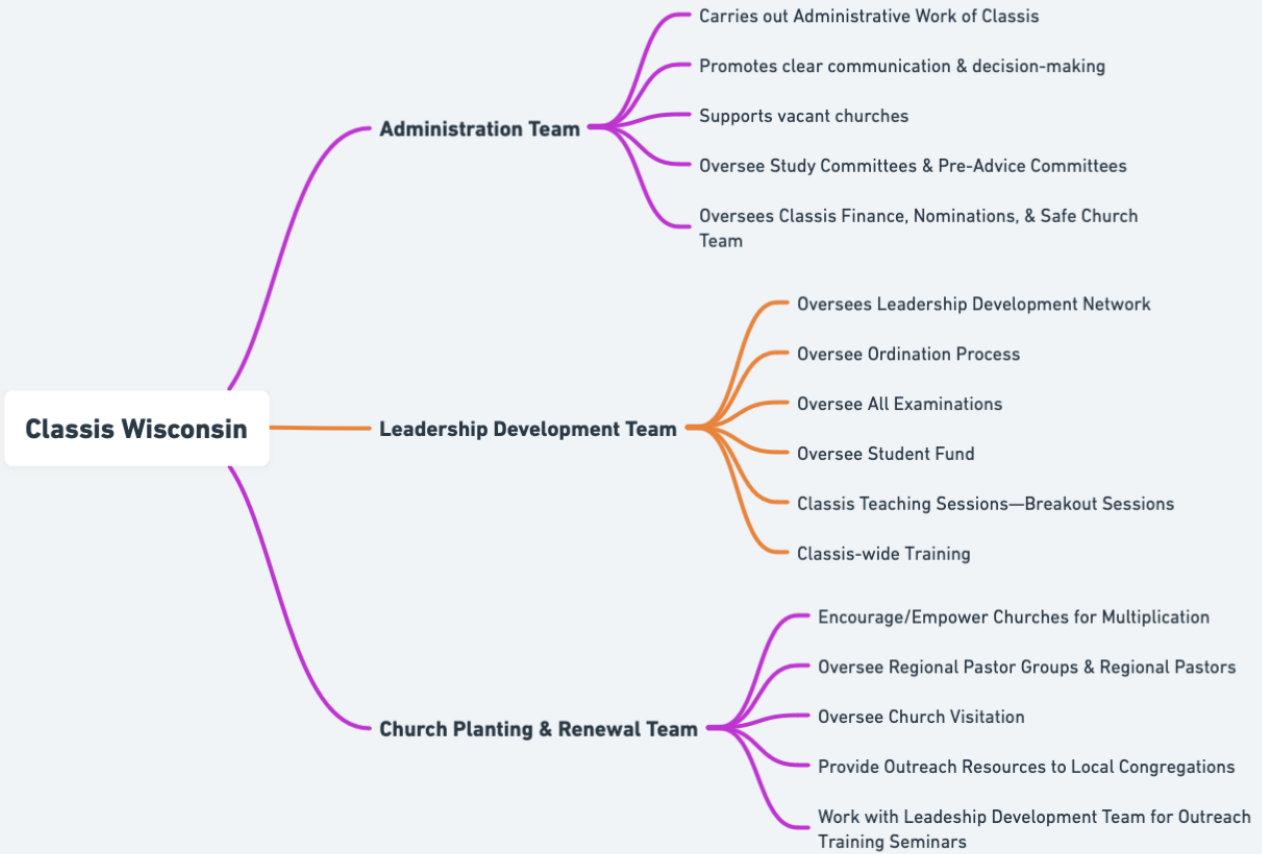 Classis Wisconsin
Administration Team
Carries out Administrative Work of Classis
Promotes clear communication & decision-making
Supports vacant churches
Oversee Study Committees & Pre-Advice Committees
Oversees Classis Finance, Nominations, & Safe Church
Team
Leadership Development Team
Oversees Leadership Development Network
Oversee Ordination Process
Oversee All Examinations
Oversee Student Fund
Classis Teaching Sessions—Breakout Sessions
Classis-wide Training
Church Planting & Renewal Team
Encourage/Empower Churches for Multiplication
Oversee Regional Pastor Groups & Regional Pastors
Oversee Church Visitation
Provide Outreach Resources to Local Congregations
Work with Leadeship Development Team for Outreach
Training Seminars